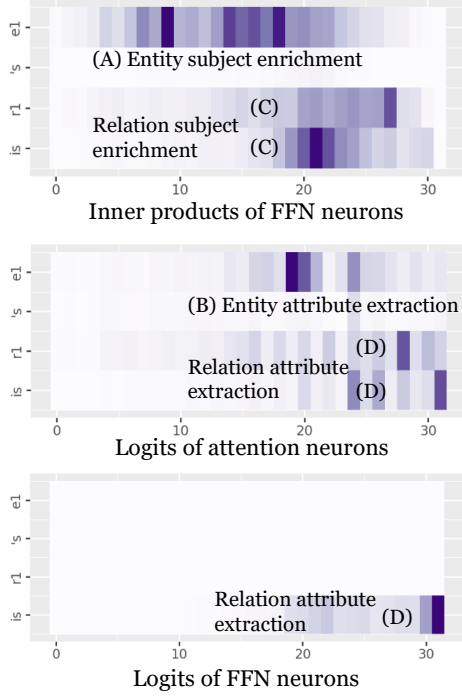 e1
(A) Entity subject enrichment
's
r1
(C)
Relation subject
enrichment
is
(C)
0 10 20 30
Inner products of FFN neurons
e1
(B) Entity attribute extraction
's
r1
(D)
Relation attribute
extraction
is
(D)
0 10 20 30
Logits of attention neurons
e1
's
r1
Relation attribute
extraction
is
(D)
0 10 20 30
Logits of FFN neurons